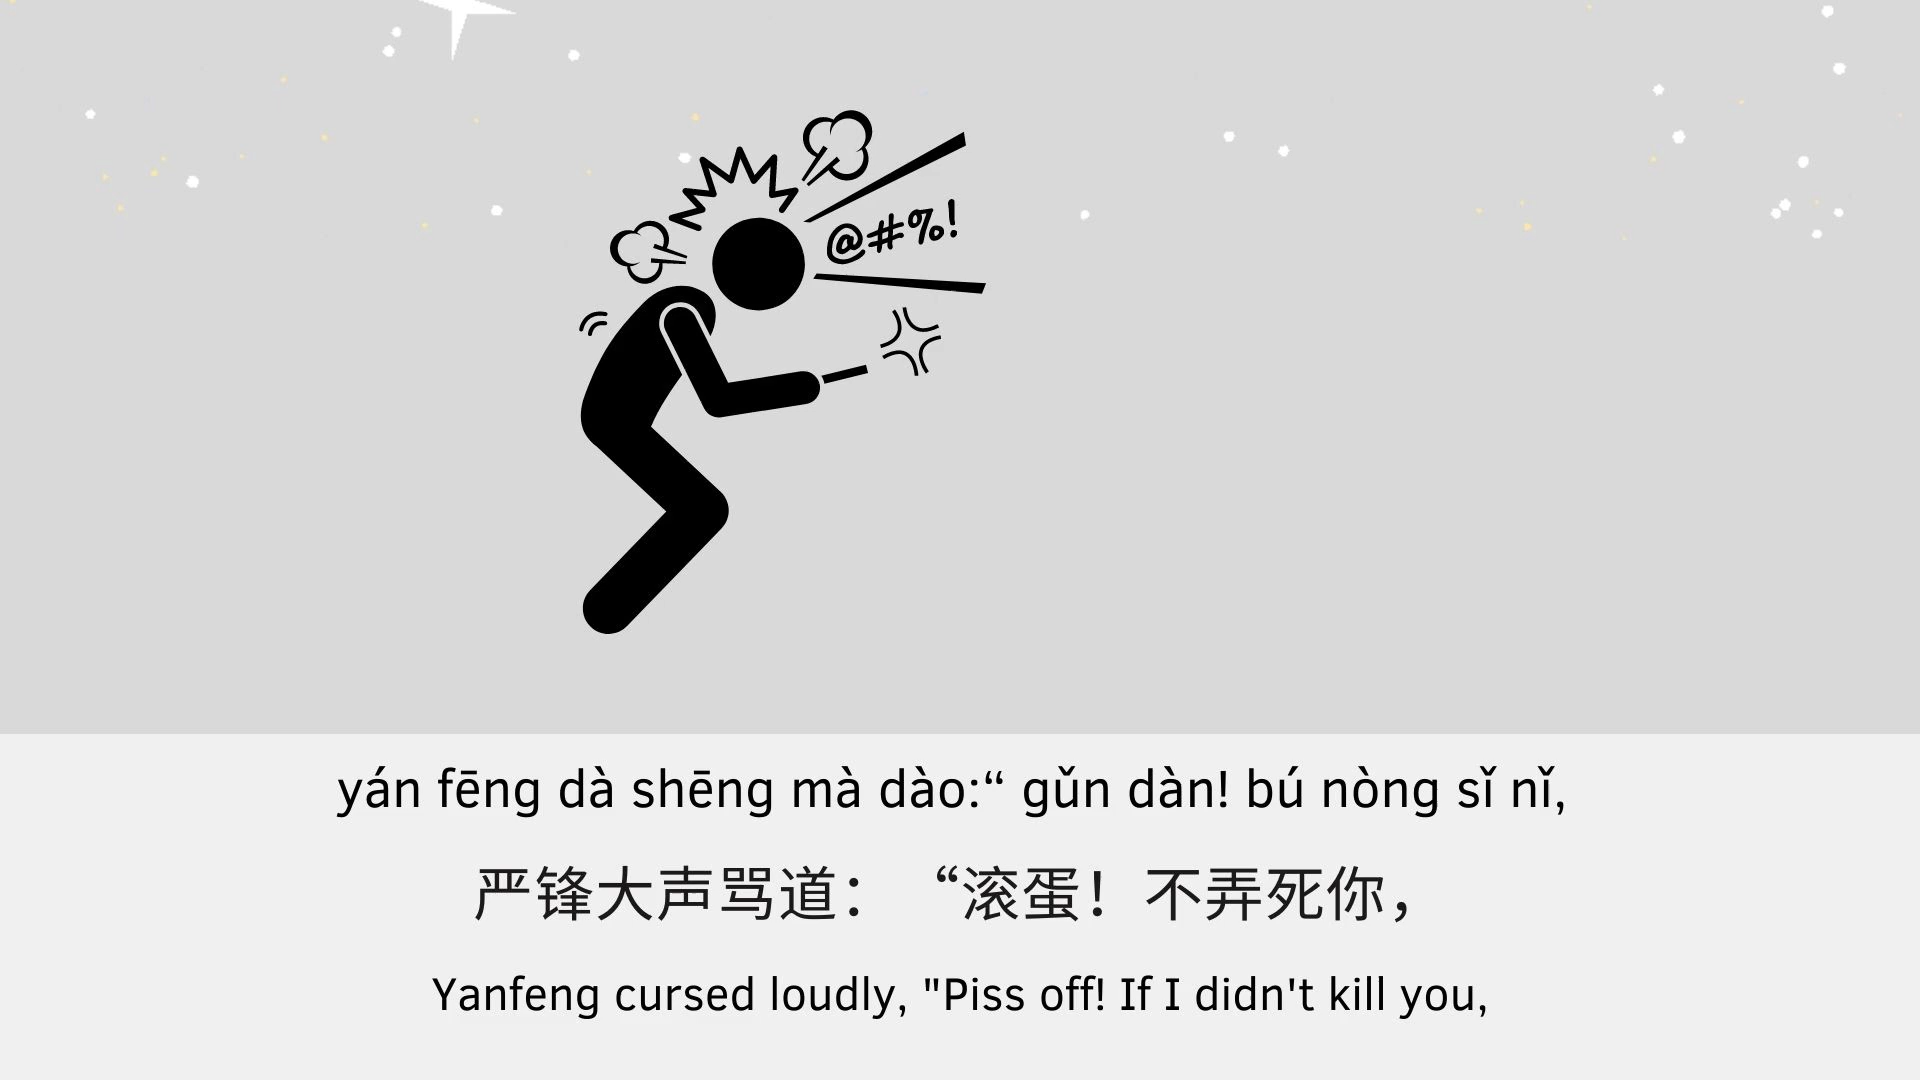 @#%!
yán fēng dà shēng mà dào:“ gǔn dàn! bú nòng sǐ nǐ,
严锋大声骂道：“滚蛋！不弄死你，
Yanfeng cursed loudly, "Piss off! If I didn't kill you,